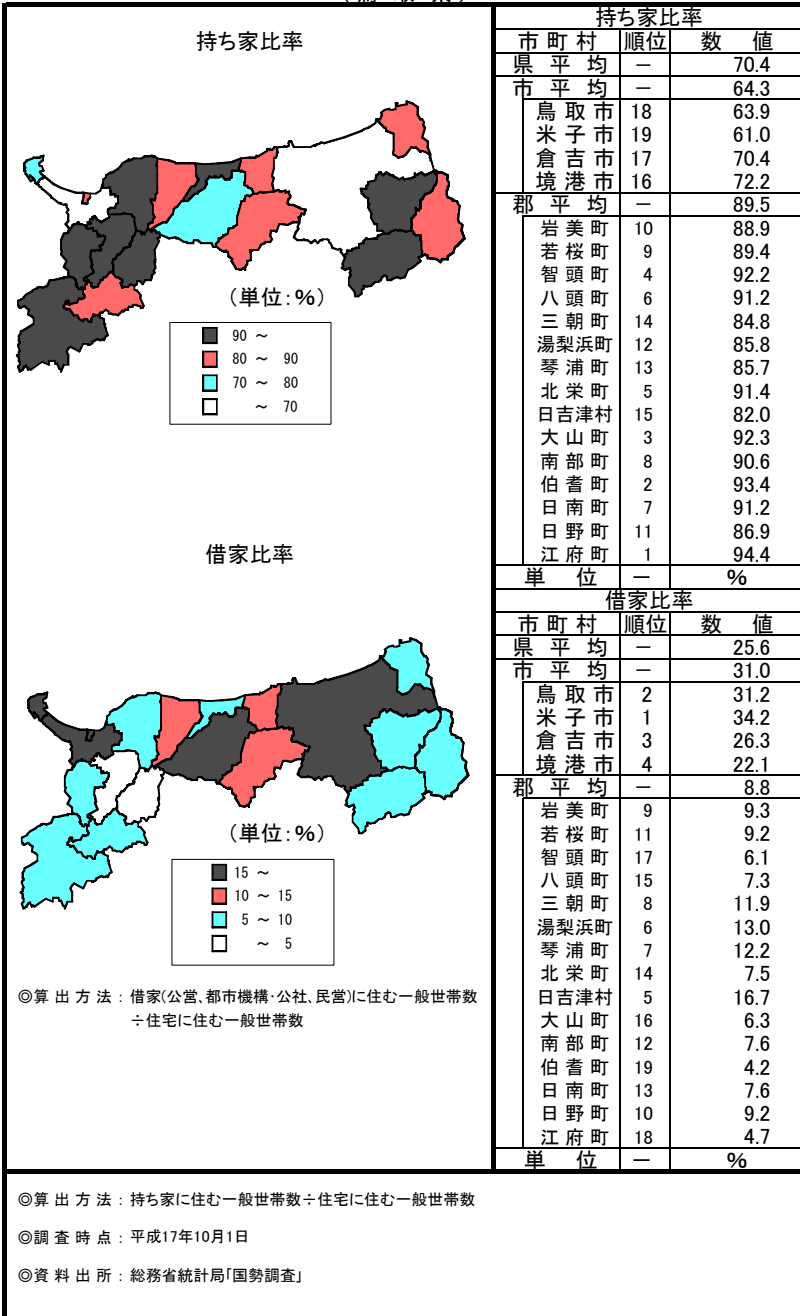 持ち家比率
(単位：%)
90 ～
80 ～ 90
70 ～ 80
～ 70
借家比率
(単位：%)
15 ～
10 ～ 15
5 ～ 10
～ 5
◎算出方法：借家(公営、都市機構・公社、民営)に住む一般世帯数
÷住宅に住む一般世帯数
持ち家比率
市町村 順位 数値
県平均 － 70.4
市平均 － 64.3
鳥取市 18 63.9
米子市 19 61.0
倉吉市 17 70.4
境港市 16 72.2
郡平均 － 89.5
岩美町 10 88.9
若桜町 9 89.4
智頭町 4 92.2
八頭町 6 91.2
三朝町 14 84.8
湯梨浜町 12 85.8
琴浦町 13 85.7
北栄町 5 91.4
日吉津村 15 82.0
大山町 3 92.3
南部町 8 90.6
伯耆町 2 93.4
日南町 7 91.2
日野町 11 86.9
江府町 1 94.4
単位 － %
借家比率
市町村 順位 数値
県平均 － 25.6
市平均 － 31.0
鳥取市 2 31.2
米子市 1 34.2
倉吉市 3 26.3
境港市 4 22.1
郡平均 － 8.8
岩美町 9 9.3
若桜町 11 9.2
智頭町 17 6.1
八頭町 15 7.3
三朝町 8 11.9
湯梨浜町 6 13.0
琴浦町 7 12.2
北栄町 14 7.5
日吉津村 5 16.7
大山町 16 6.3
南部町 12 7.6
伯耆町 19 4.2
日南町 13 7.6
日野町 10 9.2
江府町 18 4.7
単位 － %
◎算出方法：持ち家に住む一般世帯数÷住宅に住む一般世帯数
◎調査時点：平成17年10月1日
◎資料出所：総務省統計局「国勢調査」